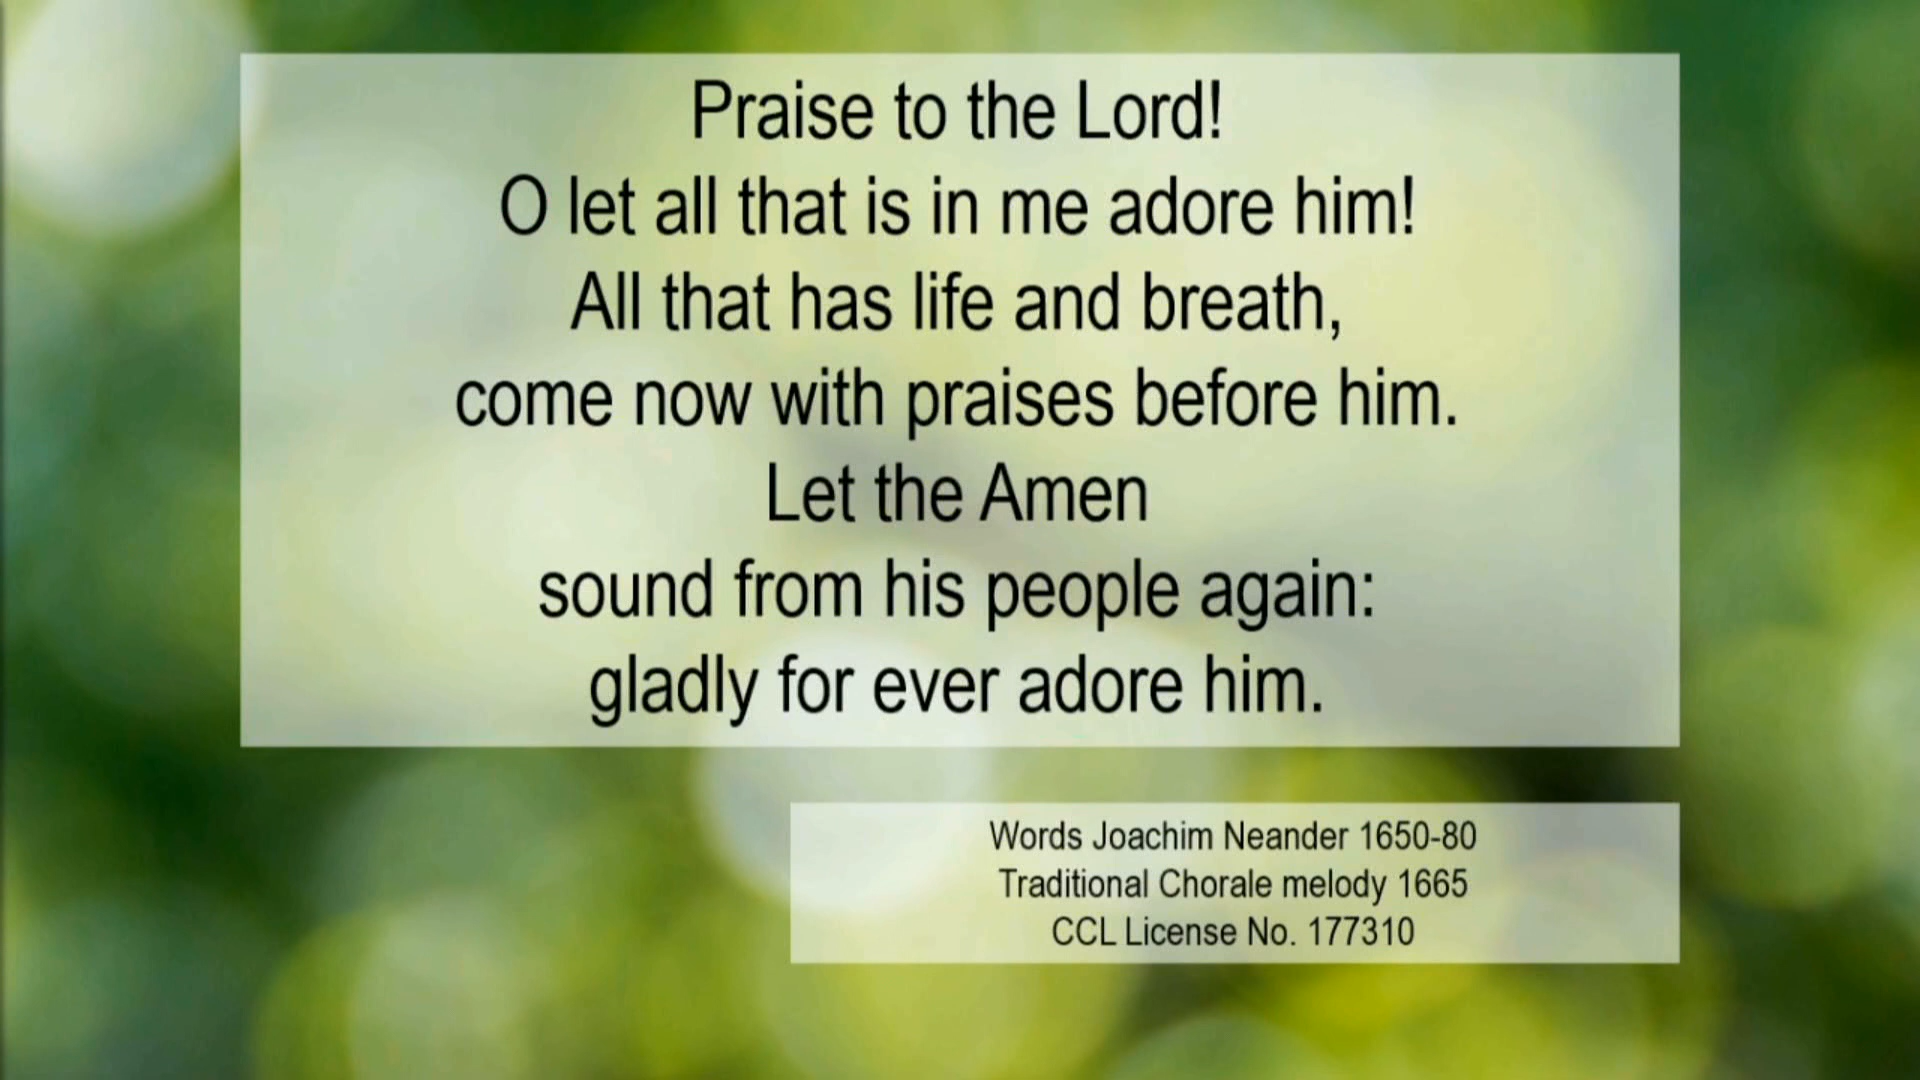 Praise to the Lord!
O let all that is in me adore him!
All that has life and breath,
come now with praises before him.
Let the Amen
sound from his people again:
gladly for ever adore him.
Words Joachim Neander 1650-80
Traditional Chorale melody 1665
CCL License No. 177310